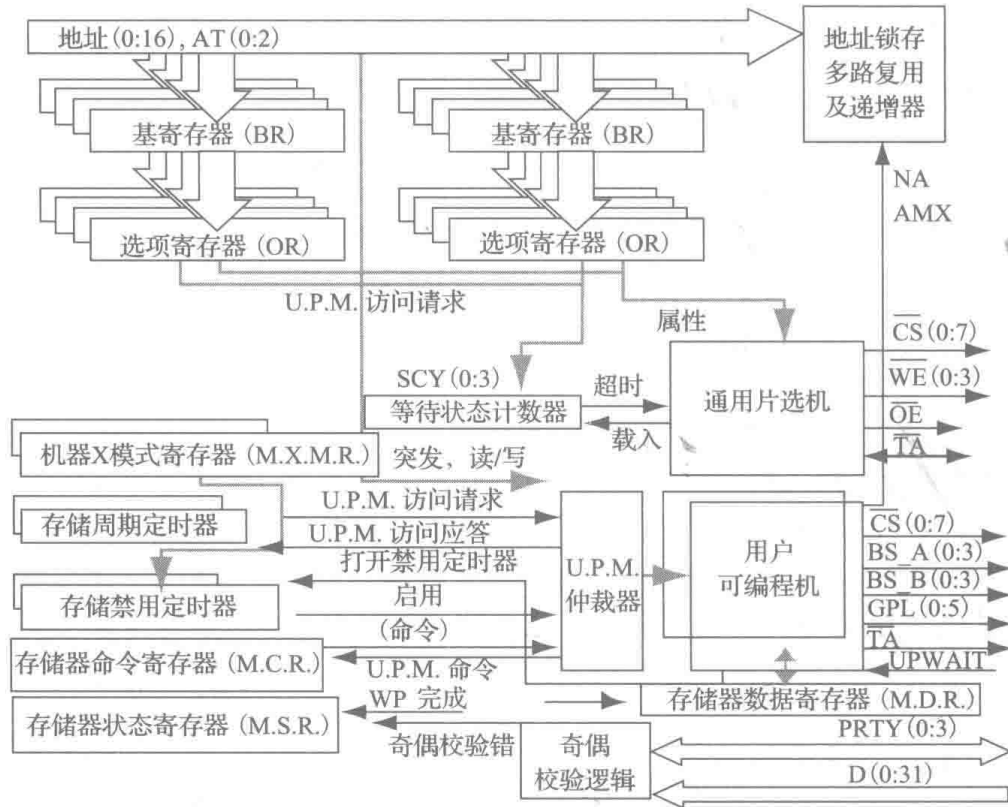 地址(0:16), AT(0:2)
地址锁存
多路复用
及递增器
基寄存器(BR)
基寄存器(BR)
NA
AMX
选项寄存器(OR)
选项寄存器(OR)
U.P.M. 访问请求
属性
CS(0:7)
SCY(0:3)
超时
通用片选机
WE(0:3)
等待状态计数器
载入
OE
TA
机器X模式寄存器(M.X.M.R.)
突发，读/写
U.P.M. 访问请求
存储周期定时器
U.P.M. 访问应答
打开禁用定时器
CS(0:7)
用户
可编程机
BS_A(0:3)
U.P.M.
仲裁器
BS_B(0:3)
存储禁用定时器
启用
GPL(0:5)
(命令)
TA
存储器命令寄存器(M.C.R.)
U.P.M. 命令
UPWAIT
WP 完成
存储器数据寄存器(M.D.R.)
存储器状态寄存器(M.S.R.)
PRTY(0:3)
奇偶校验错
奇偶
校验逻辑
D(0:31)